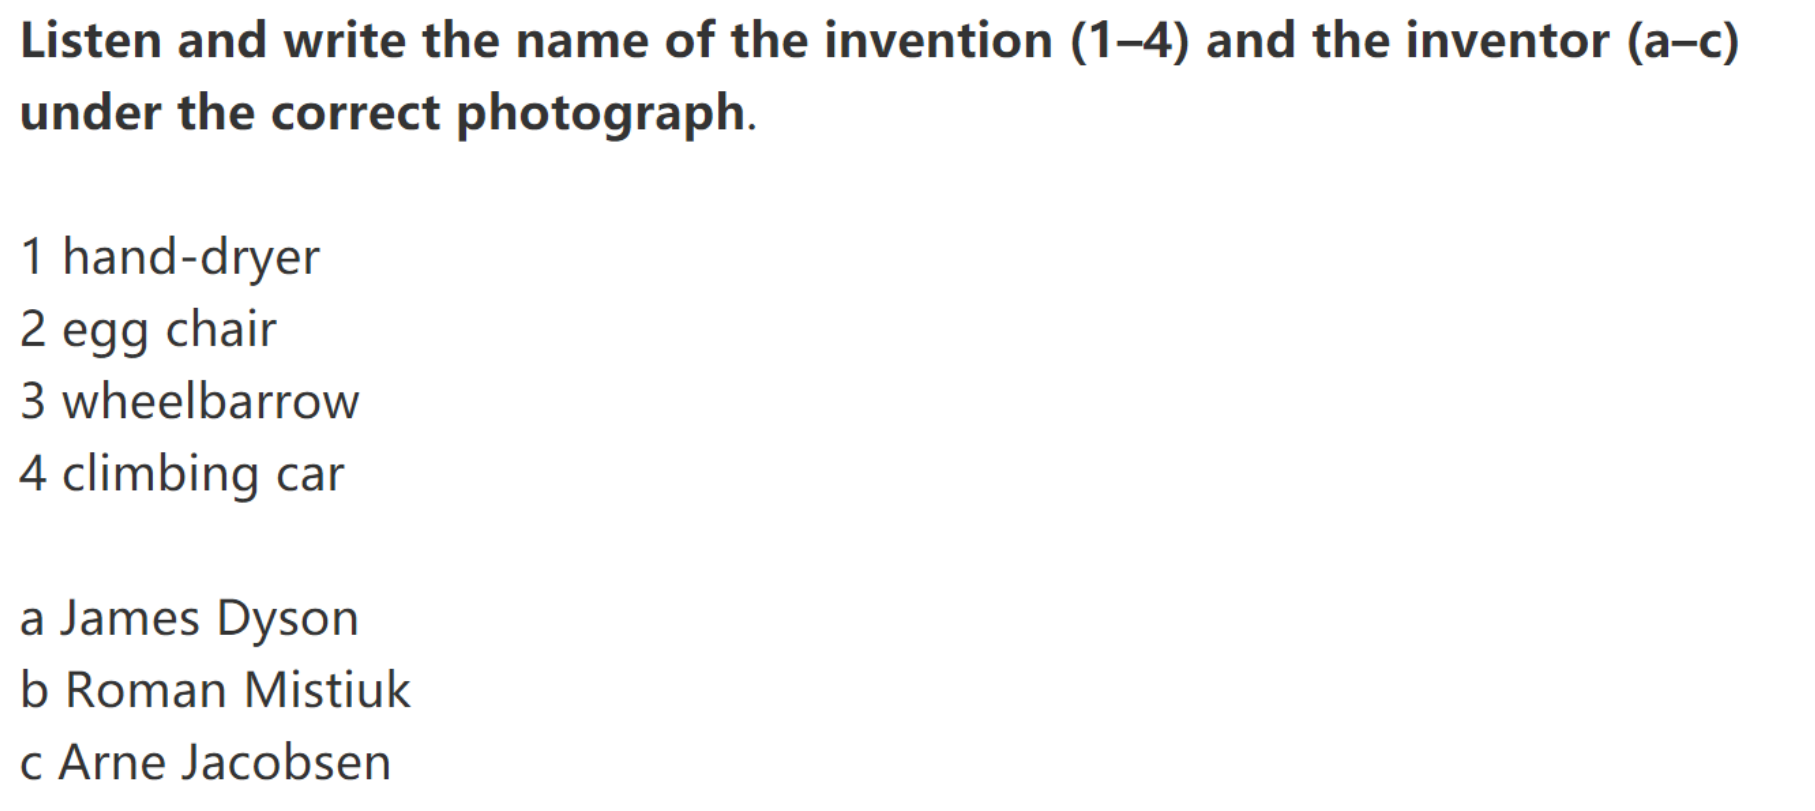 Listen and write the name of the invention (1–4) and the inventor (a–c)
under the correct photograph.
1 hand-dryer
2 egg chair
3 wheelbarrow
4 climbing car
a James Dyson
b Roman Mistiuk
c Arne Jacobsen